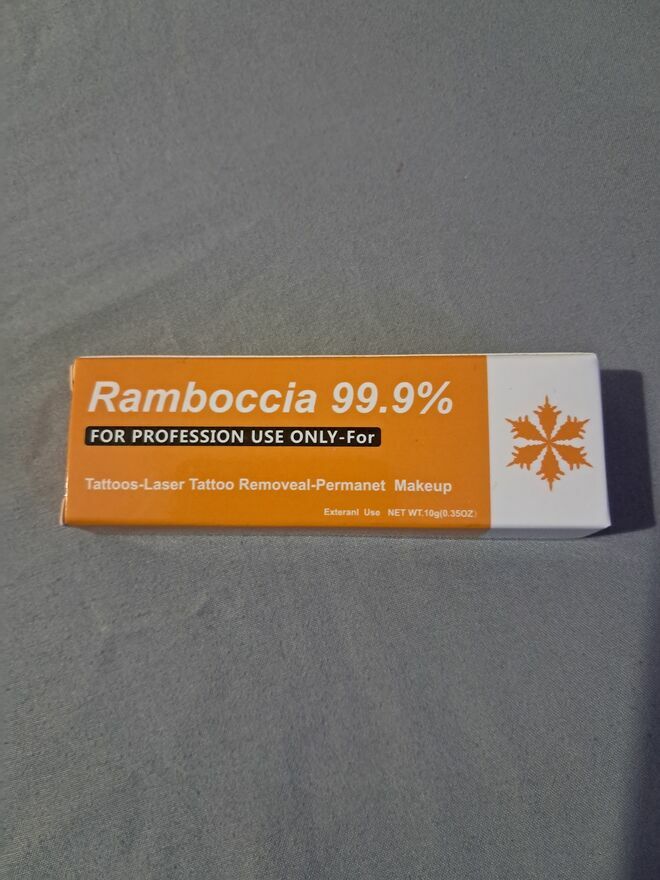 Ramboccia 99.9%
FOR PROFESSION USE ONLY-For
Tattoos-Laser Tattoo Removeal-Permanet Makeup
Exteranl Use NET WT.10g(0.35OZ)